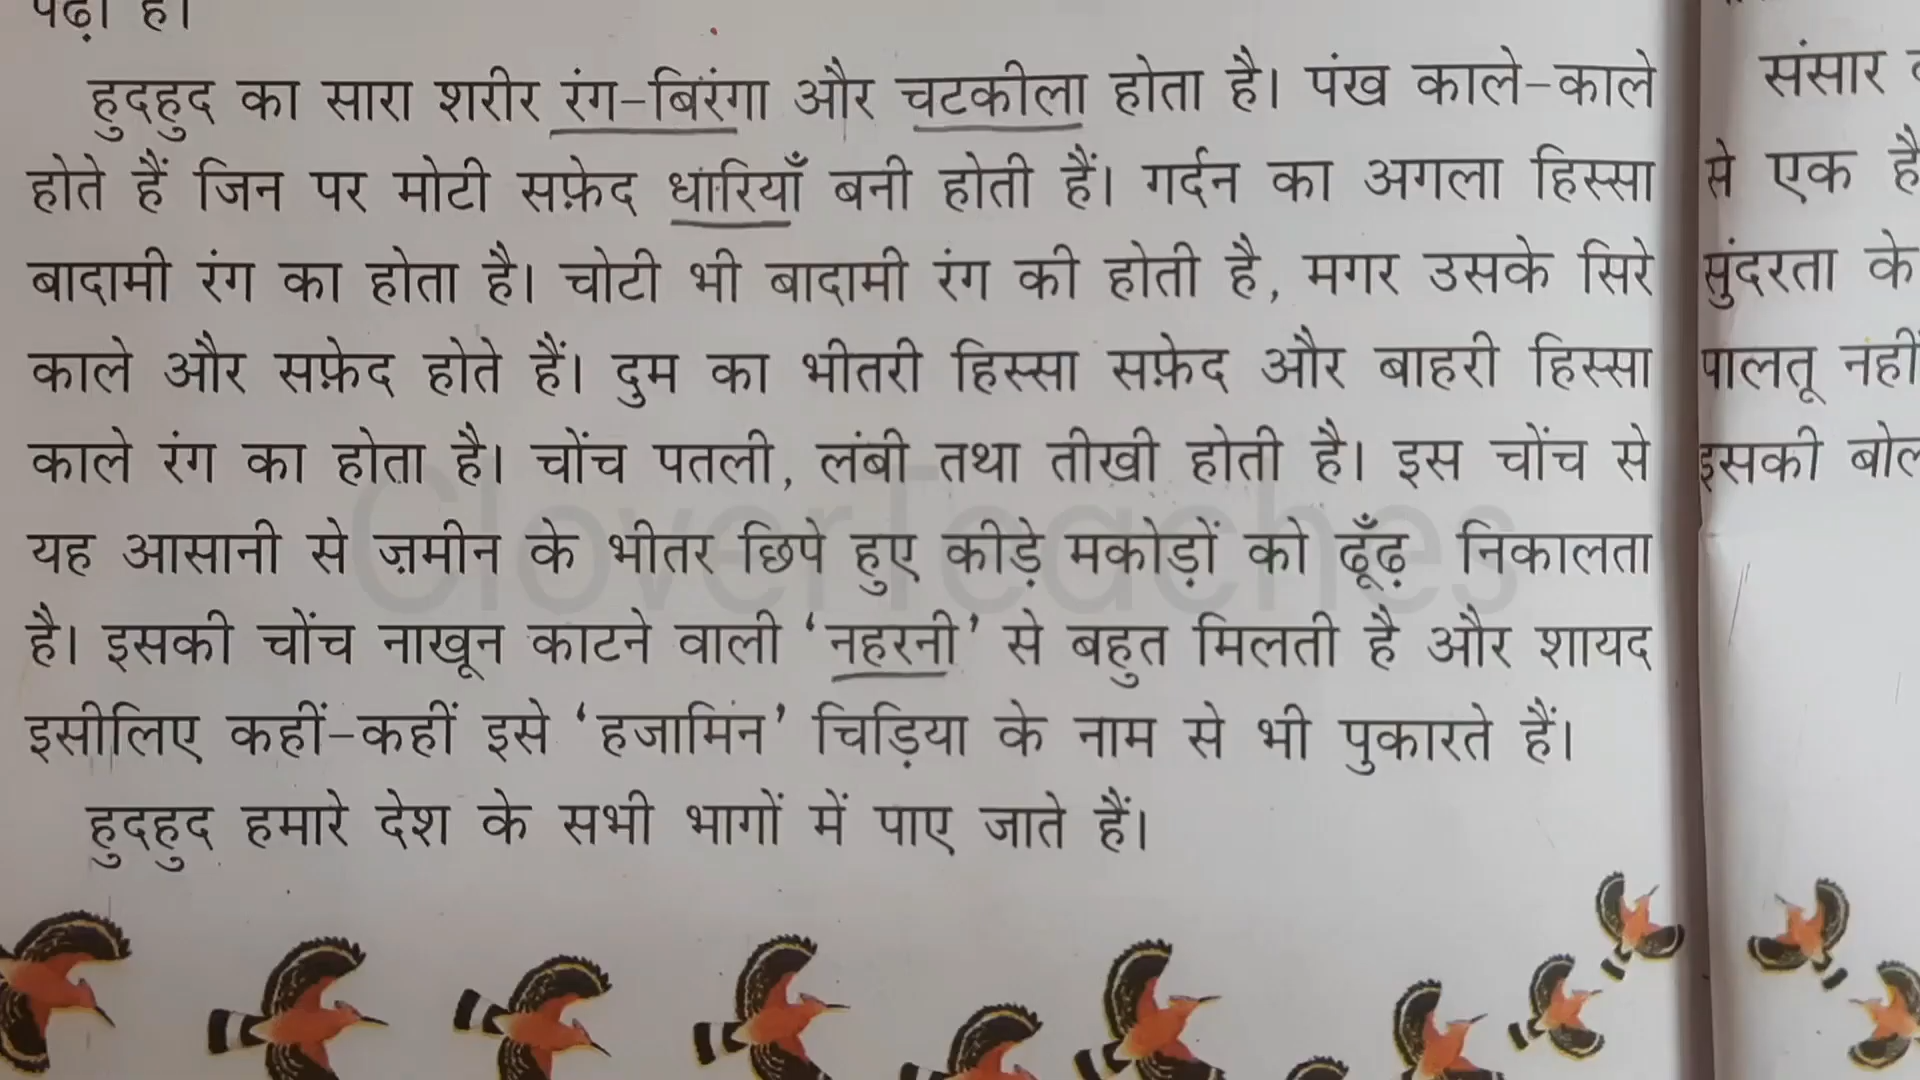 पढ़ा है।
हुदहुद का सारा शरीर रंग-बिरंगा और चटकीला होता है। पंख काले-काले
होते हैं जिन पर मोटी सफ़ेद धारियाँ बनी होती हैं। गर्दन का अगला हिस्सा
बादामी रंग का होता है। चोटी भी बादामी रंग की होती है, मगर उसके सिरे
काले और सफ़ेद होते हैं। दुम का भीतरी हिस्सा सफ़ेद और बाहरी हिस्सा
काले रंग का होता है। चोंच पतली, लंबी तथा तीखी होती है। इस चोंच से
यह आसानी से ज़मीन के भीतर छिपे हुए कीड़े मकोड़ों को ढूँढ़ निकालता
है। इसकी चोंच नाखून काटने वाली ‘नहरनी’ से बहुत मिलती है और शायद
इसीलिए कहीं-कहीं इसे ‘हजामिन’ चिड़िया के नाम से भी पुकारते हैं।
हुदहुद हमारे देश के सभी भागों में पाए जाते हैं।
CloverTeaches
संसार
से एक है
सुंदरता के
पालतू नहीं
इसकी